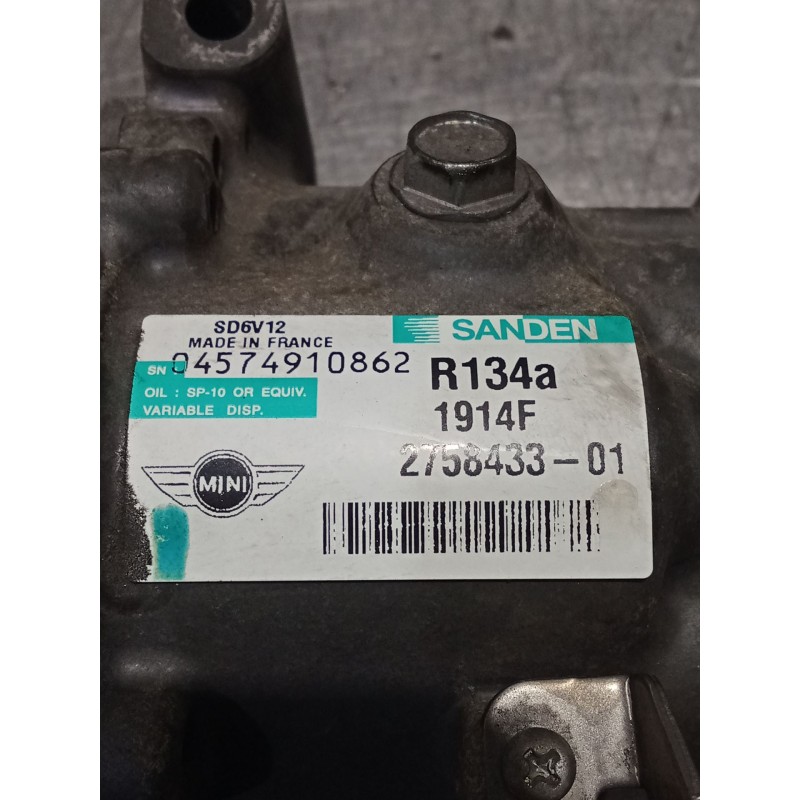 SD6V12
MADE IN FRANCE
SN 04574910862
OIL : SP-10 OR EQUIV.
VARIABLE DISP.
MINI
SANDEN
R134a
1914F
2758433-01